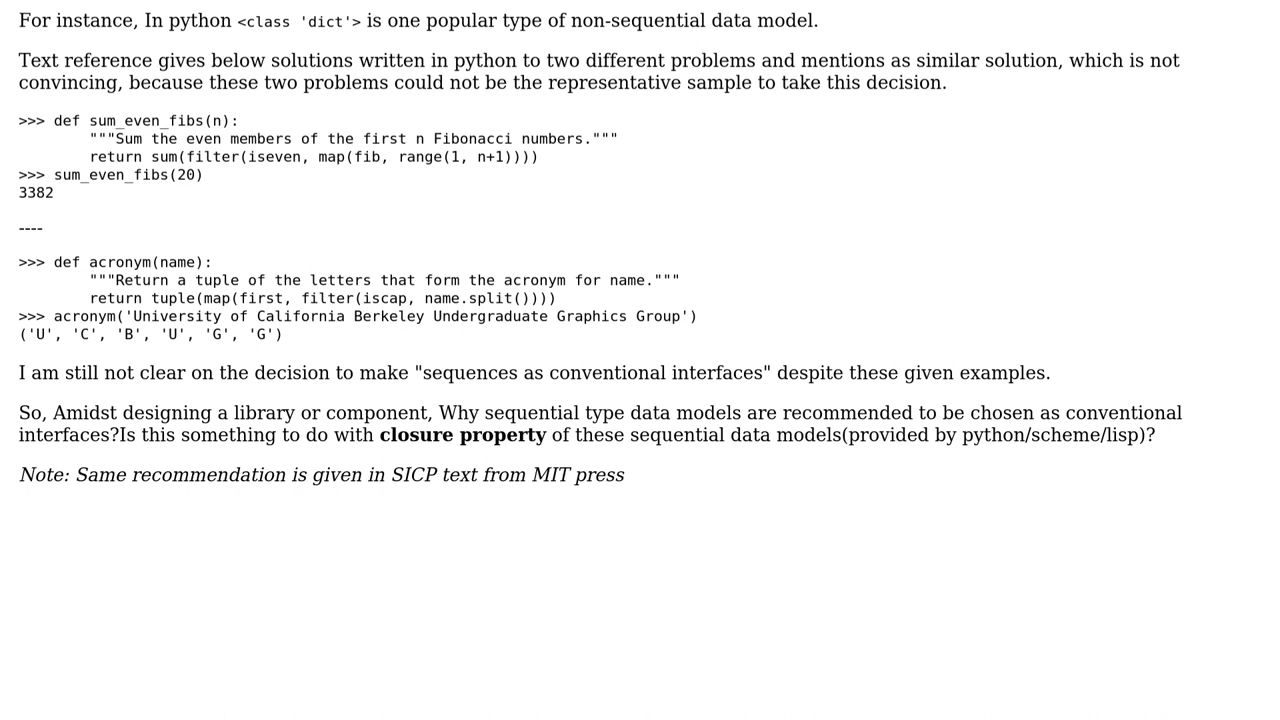 For instance, In python <class 'dict'> is one popular type of non-sequential data model.
Text reference gives below solutions written in python to two different problems and mentions as similar solution, which is not
convincing, because these two problems could not be the representative sample to take this decision.
>>> def sum_even_fibs(n):
        """Sum the even members of the first n Fibonacci numbers."""
        return sum(filter(iseven, map(fib, range(1, n+1))))
>>> sum_even_fibs(20)
3382
----
>>> def acronym(name):
        """Return a tuple of the letters that form the acronym for name."""
        return tuple(map(first, filter(iscap, name.split())))
>>> acronym('University of California Berkeley Undergraduate Graphics Group')
('U', 'C', 'B', 'U', 'G', 'G')
I am still not clear on the decision to make "sequences as conventional interfaces" despite these given examples.
So, Amidst designing a library or component, Why sequential type data models are recommended to be chosen as conventional
interfaces?Is this something to do with closure property of these sequential data models(provided by python/scheme/lisp)?
Note: Same recommendation is given in SICP text from MIT press